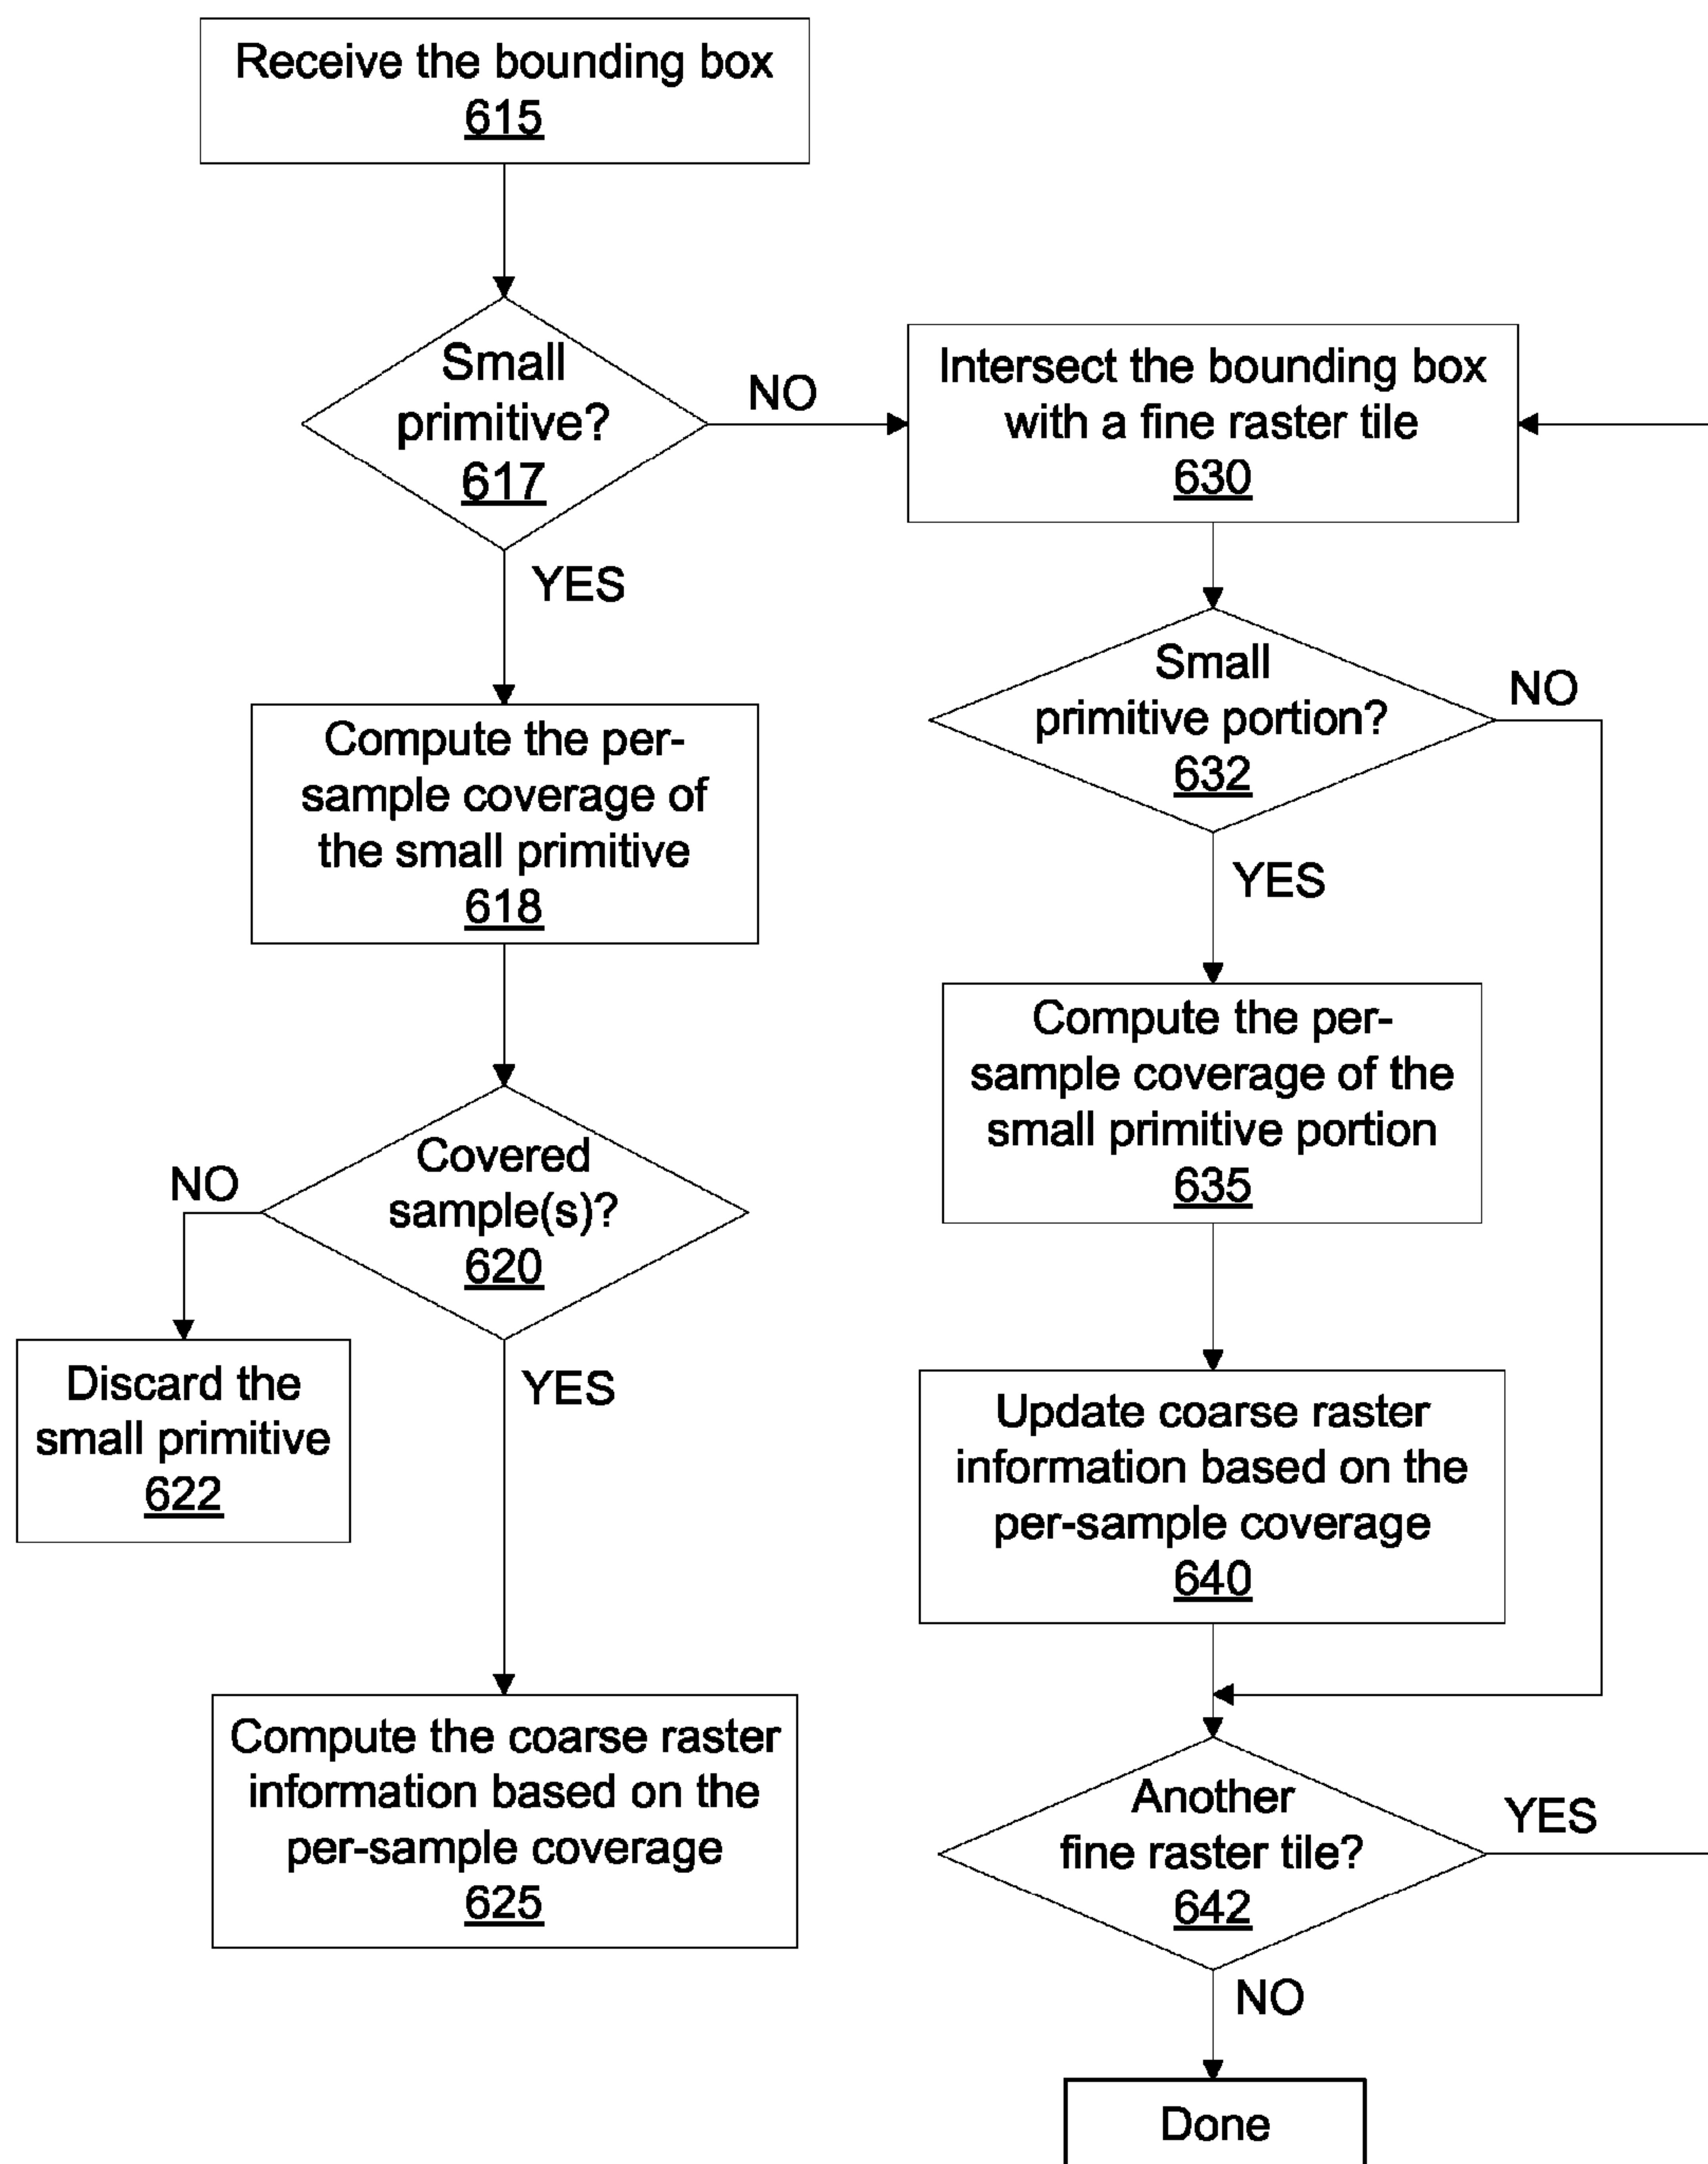 Receive the bounding box
615
Small
primitive?
617
NO
YES
Compute the per-
sample coverage of
the small primitive
618
Covered
sample(s)?
620
NO
YES
Discard the
small primitive
622
Compute the coarse raster
information based on the
per-sample coverage
625
Intersect the bounding box
with a fine raster tile
630
Small
primitive portion?
632
NO
YES
Compute the per-
sample coverage of the
small primitive portion
635
Update coarse raster
information based on the
per-sample coverage
640
Another
fine raster tile?
642
YES
NO
Done